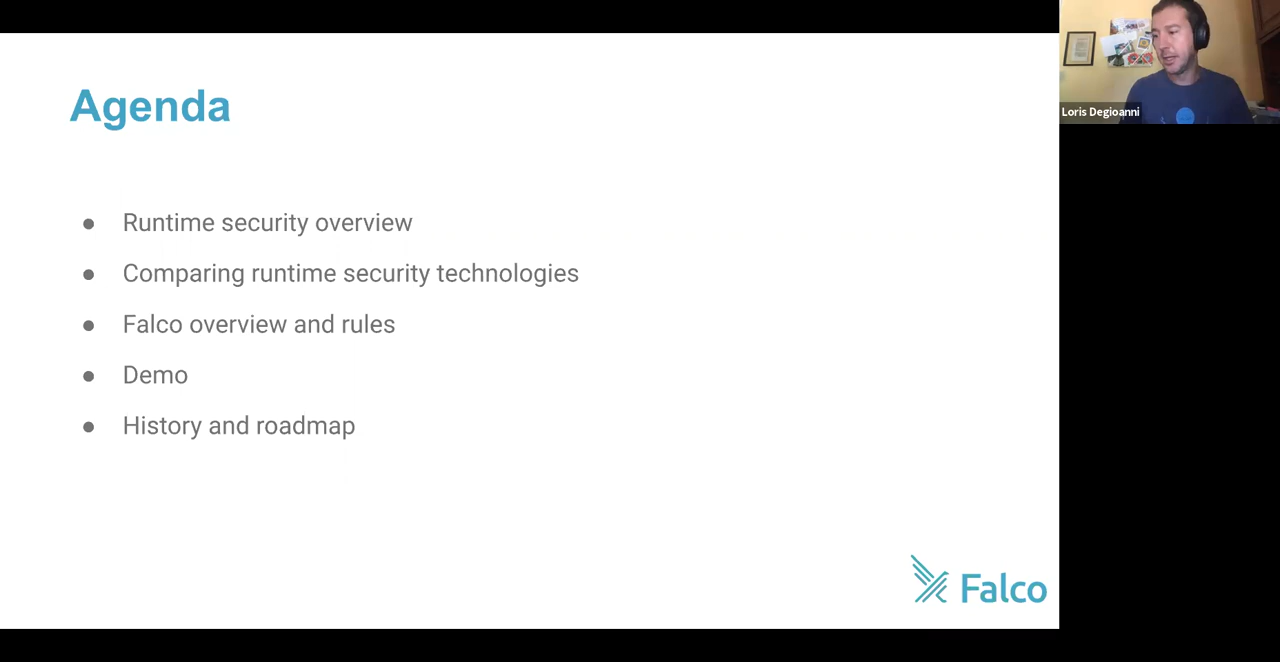 Agenda
Runtime security overview
Comparing runtime security technologies
Falco overview and rules
Demo
History and roadmap
Falco
Loris Degioanni